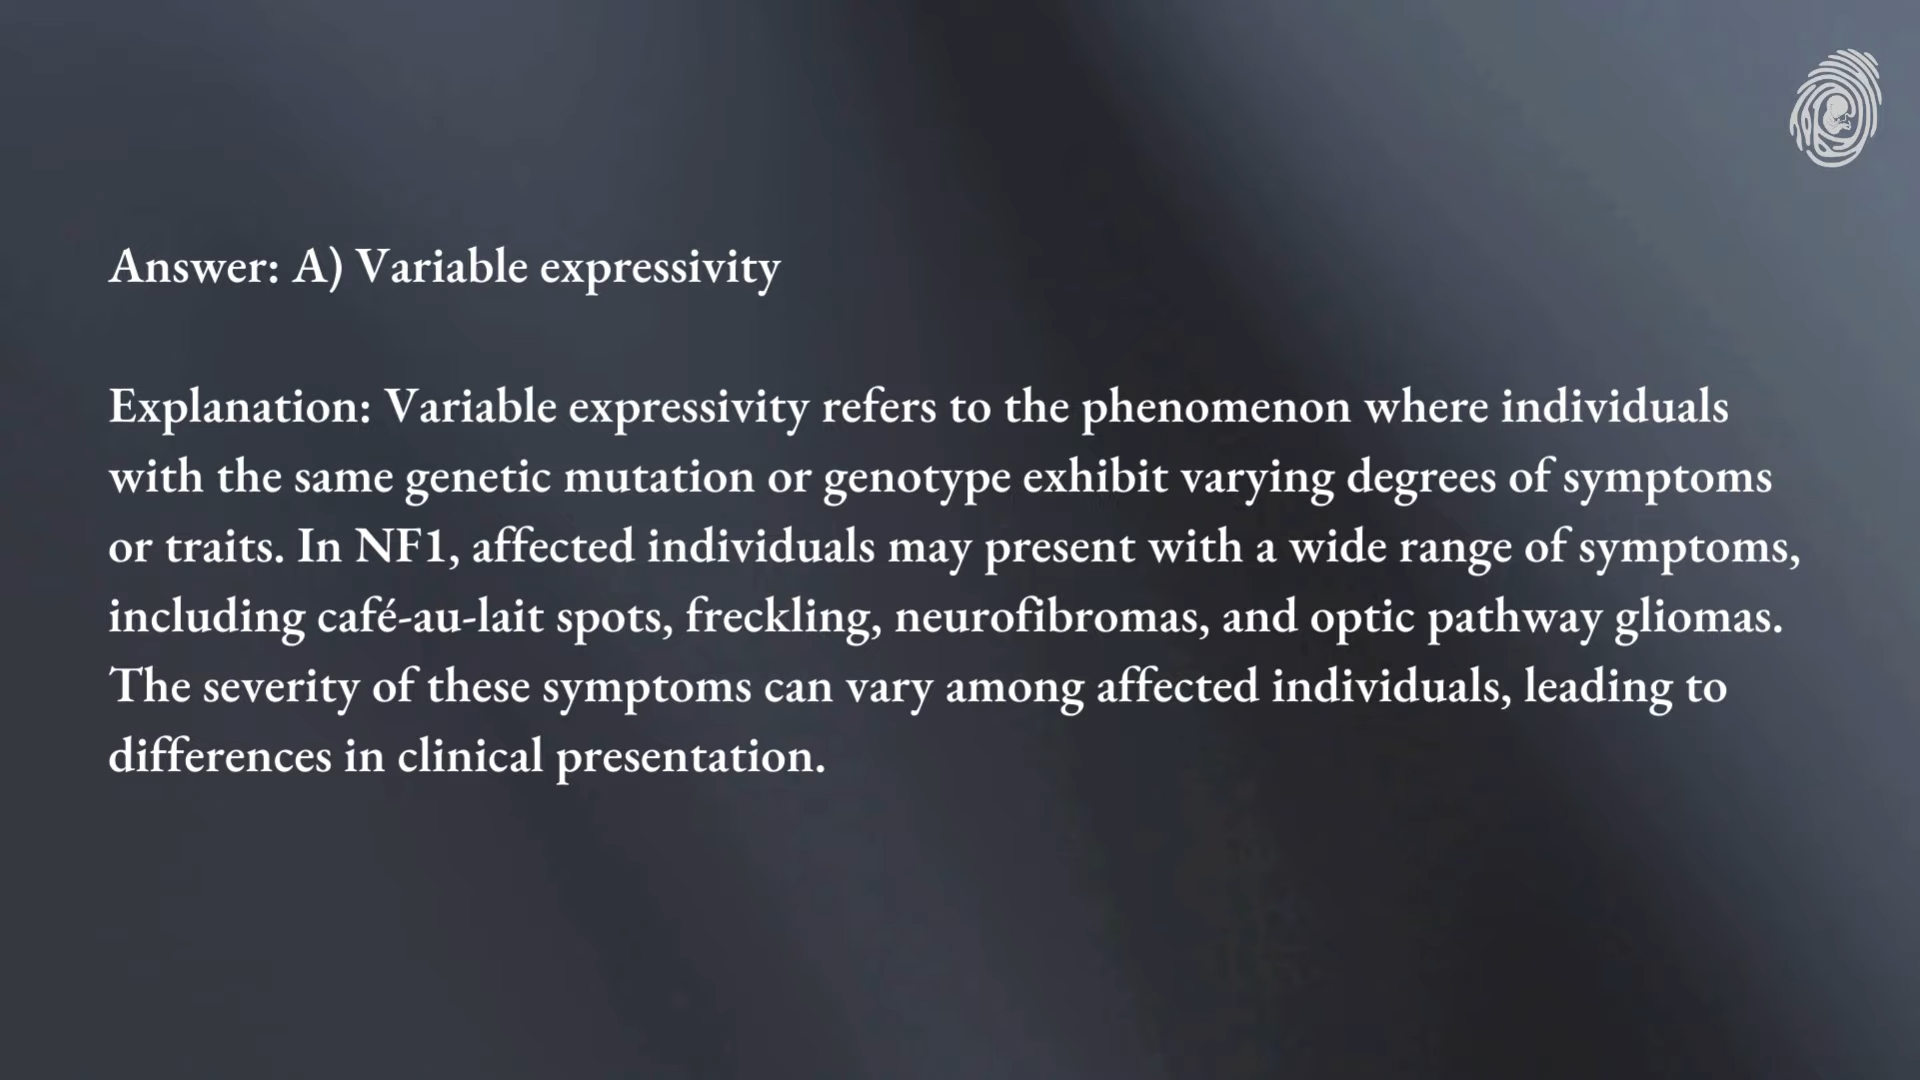 Answer: A) Variable expressivity
Explanation: Variable expressivity refers to the phenomenon where individuals
with the same genetic mutation or genotype exhibit varying degrees of symptoms
or traits. In NF1, affected individuals may present with a wide range of symptoms,
including café-au-lait spots, freckling, neurofibromas, and optic pathway gliomas.
The severity of these symptoms can vary among affected individuals, leading to
differences in clinical presentation.